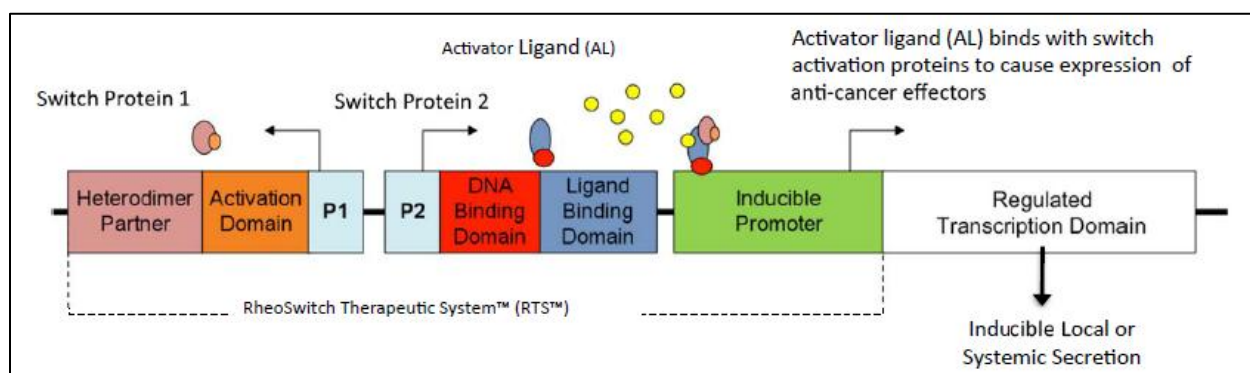 Activator Ligand (AL)
Activator ligand (AL) binds with switch
activation proteins to cause expression of
anti-cancer effectors
Switch Protein 1
Switch Protein 2
Heterodimer
Partner
Activation
Domain
P1
P2
DNA
Binding
Domain
Ligand
Binding
Domain
Inducible
Promoter
Regulated
Transcription Domain
RheoSwitch Therapeutic System™ (RTS™)
Inducible Local or
Systemic Secretion